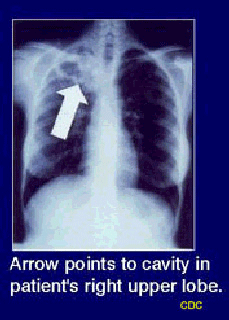 Arrow points to cavity in
patient's right upper lobe.
CDC